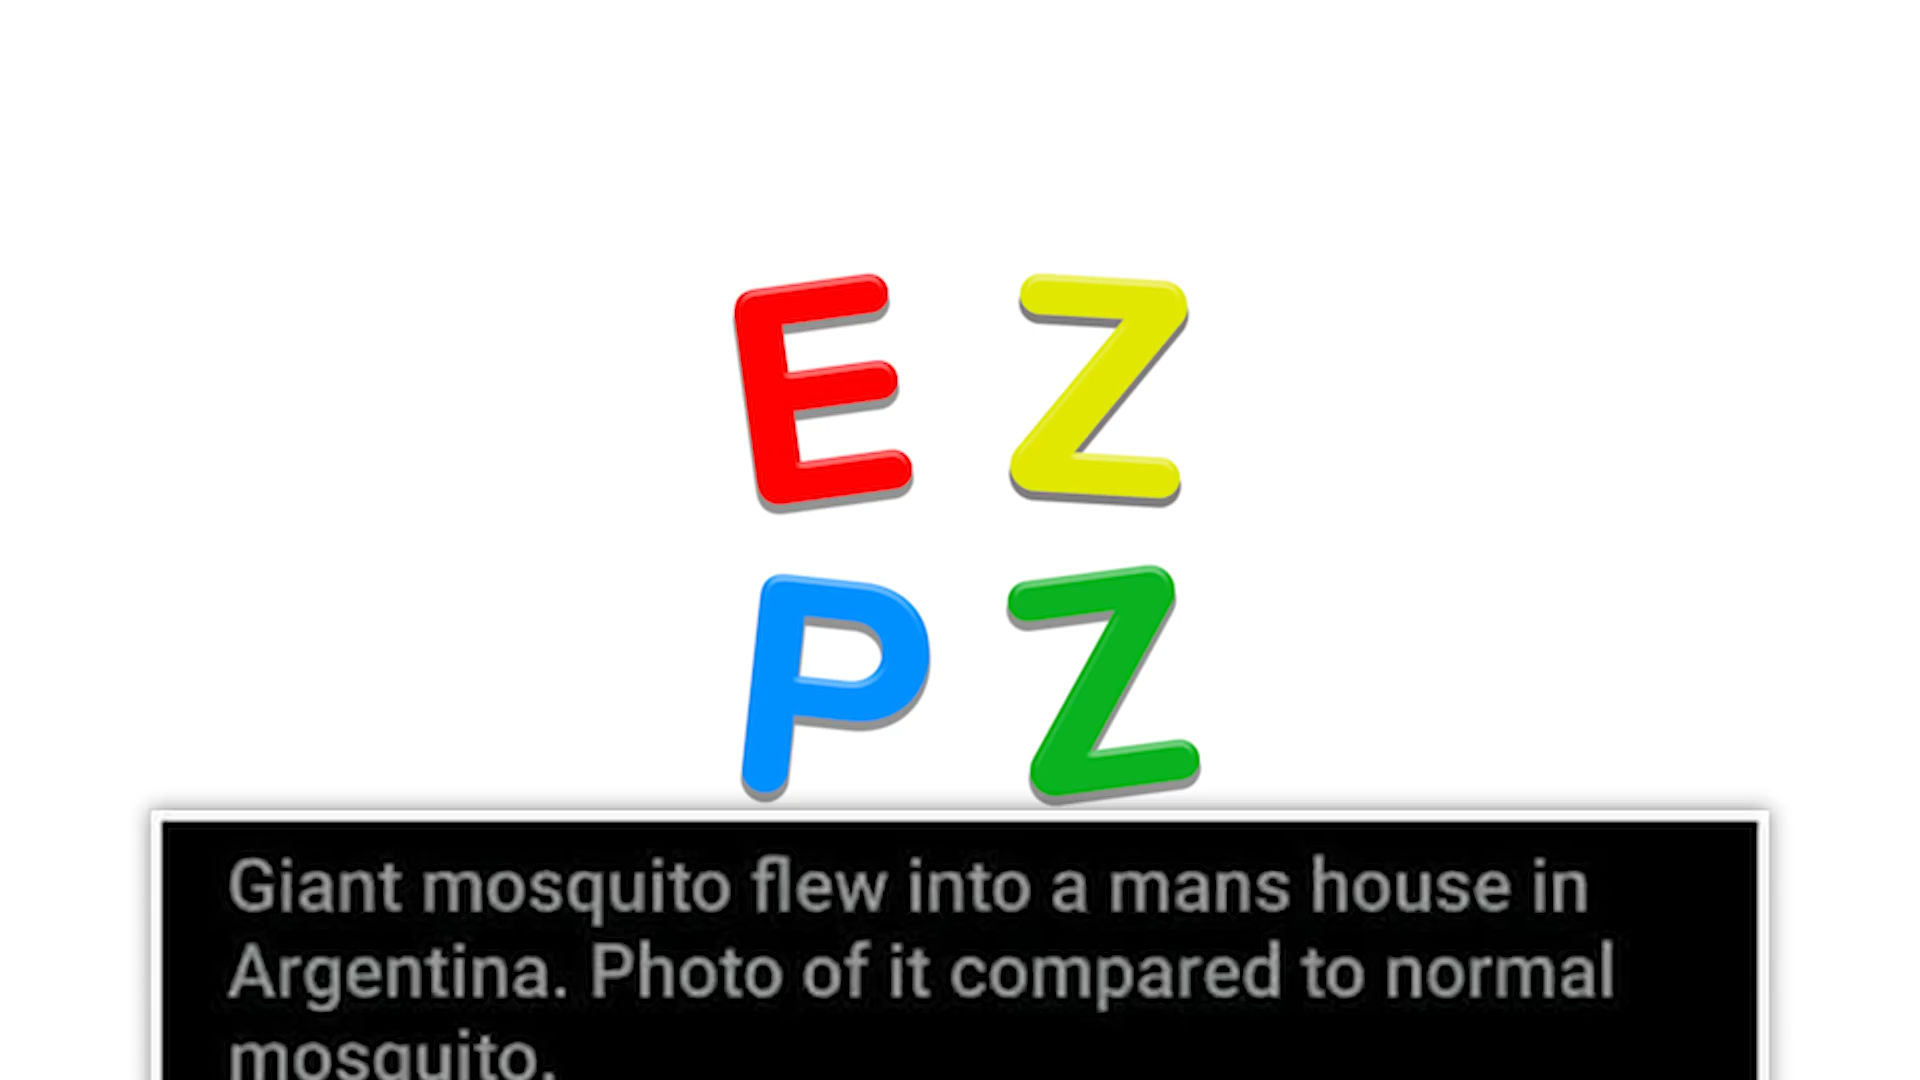 E Z
P Z
Giant mosquito flew into a mans house in
Argentina. Photo of it compared to normal
mosquito.